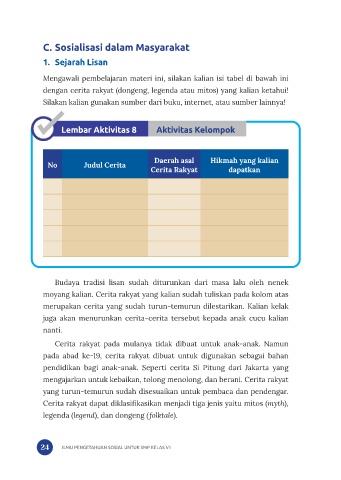 C. Sosialisasi dalam Masyarakat
1. Sejarah Lisan
Mengawali pembelajaran materi ini, silakan kalian isi tabel di bawah ini
dengan cerita rakyat (dongeng, legenda atau mitos) yang kalian ketahui!
Silakan kalian gunakan sumber dari buku, internet, atau sumber lainnya!
Lembar Aktivitas 8 Aktivitas Kelompok
No Judul Cerita Daerah asal Cerita Rakyat Hikmah yang kalian dapatkan
Budaya tradisi lisan sudah diturunkan dari masa lalu oleh nenek
moyang kalian. Cerita rakyat yang kalian sudah tuliskan pada kolom atas
merupakan cerita yang sudah turun-temurun dilestarikan. Kalian kelak
juga akan menurunkan cerita-cerita tersebut kepada anak cucu kalian
nanti.
Cerita rakyat pada mulanya tidak dibuat untuk anak-anak. Namun
pada abad ke-19, cerita rakyat dibuat untuk digunakan sebagai bahan
pendidikan bagi anak-anak. Seperti cerita Si Pitung dari Jakarta yang
mengajarkan untuk kebaikan, tolong menolong, dan berani. Cerita rakyat
yang turun-temurun sudah disesuaikan untuk pembaca dan pendengar.
Cerita rakyat dapat diklasifikasikan menjadi tiga jenis yaitu mitos (myth),
legenda (legend), dan dongeng (folktale).
24 ILMU PENGETAHUAN SOSIAL UNTUK SMP KELAS VII